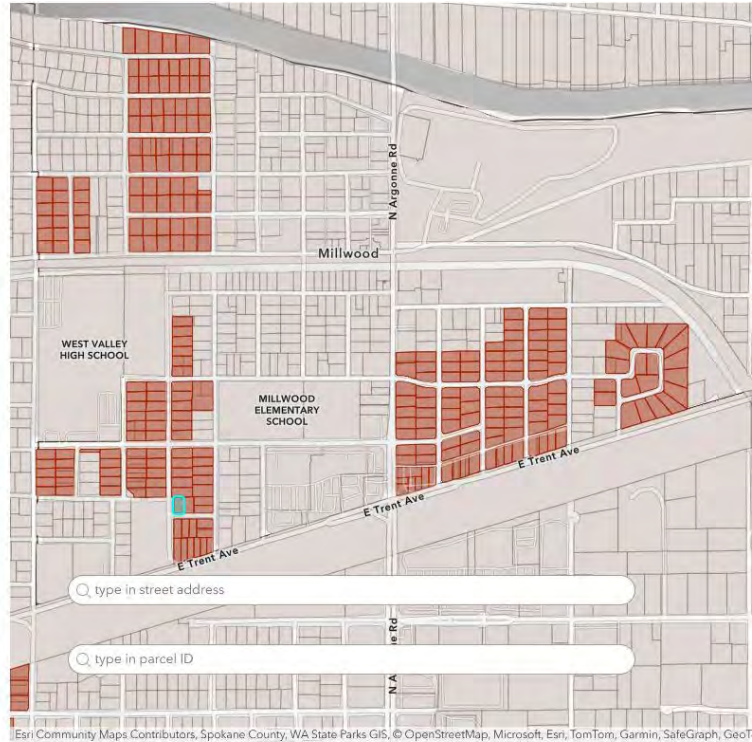 N Argonne Rd
Millwood
WEST VALLEY
HIGH SCHOOL
MILLWOOD
ELEMENTARY
SCHOOL
E Trent Ave
E Trent Ave
E Trent Ave
type in street address
e Rd
type in parcel ID
N A
Esri Community Maps Contributors, Spokane County, WA State Parks GIS, © OpenStreetMap, Microsoft, Esri, TomTom, Garmin, SafeGraph, GeoT